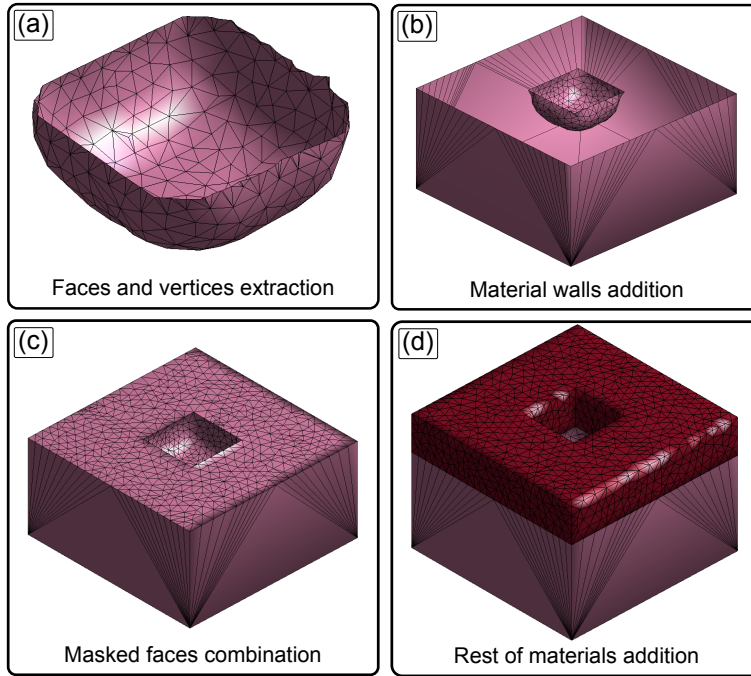 (a)
Faces and vertices extraction
(b)
Material walls addition
(c)
Masked faces combination
(d)
Rest of materials addition